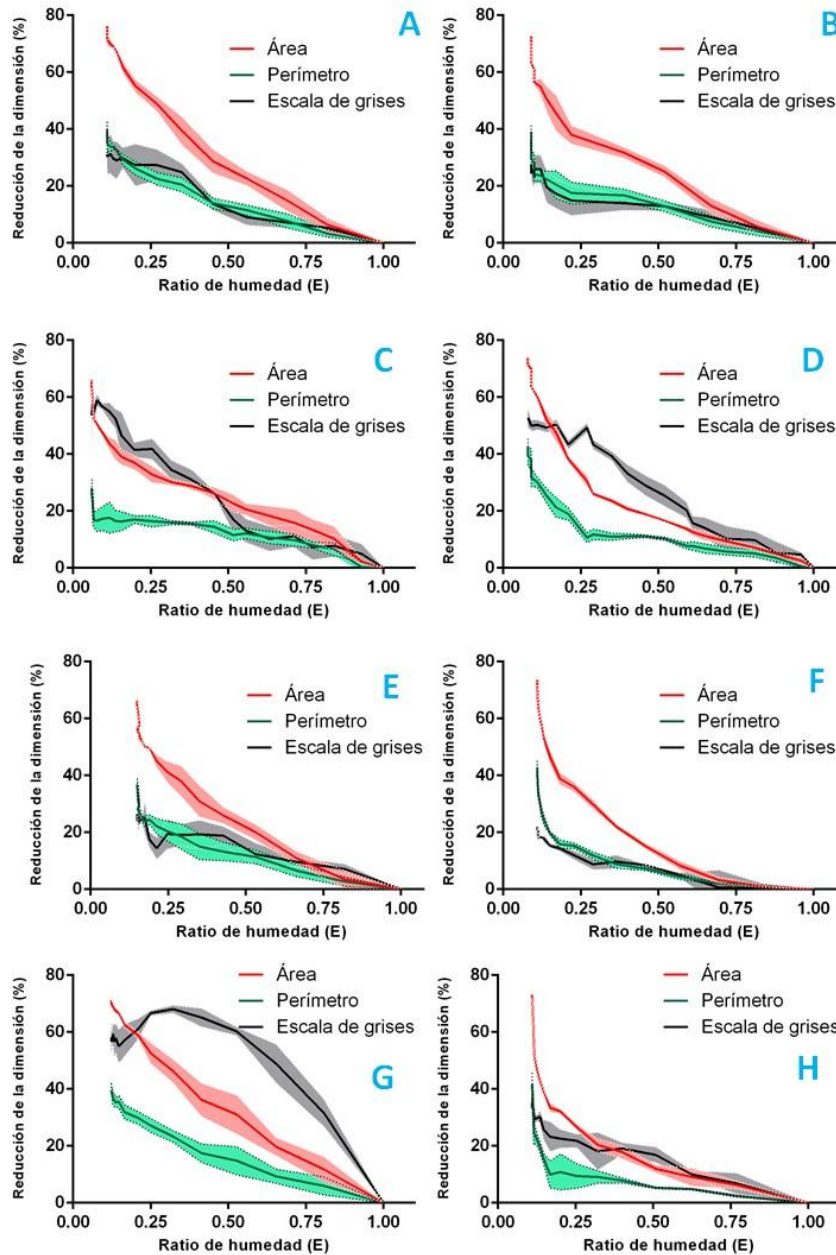 A
Reducción de la dimensión (%)
80
60
40
20
0
Área
Perímetro
Escala de grises
0.00 0.25 0.50 0.75 1.00
Ratio de humedad (E)
B
Reducción de la dimensión (%)
80
60
40
20
0
Área
Perímetro
Escala de grises
0.00 0.25 0.50 0.75 1.00
Ratio de humedad (E)
C
Reducción de la dimensión (%)
80
60
40
20
0
Área
Perímetro
Escala de grises
0.00 0.25 0.50 0.75 1.00
Ratio de humedad (E)
D
Reducción de la dimensión (%)
80
60
40
20
0
Área
Perímetro
Escala de grises
0.00 0.25 0.50 0.75 1.00
Ratio de humedad (E)
E
Reducción de la dimensión (%)
80
60
40
20
0
Área
Perímetro
Escala de grises
0.00 0.25 0.50 0.75 1.00
Ratio de humedad (E)
F
Reducción de la dimensión (%)
80
60
40
20
0
Área
Perímetro
Escala de grises
0.00 0.25 0.50 0.75 1.00
Ratio de humedad (E)
G
Reducción de la dimensión (%)
80
60
40
20
0
Área
Perímetro
Escala de grises
0.00 0.25 0.50 0.75 1.00
Ratio de humedad (E)
H
Reducción de la dimensión (%)
80
60
40
20
0
Área
Perímetro
Escala de grises
0.00 0.25 0.50 0.75 1.00
Ratio de humedad (E)